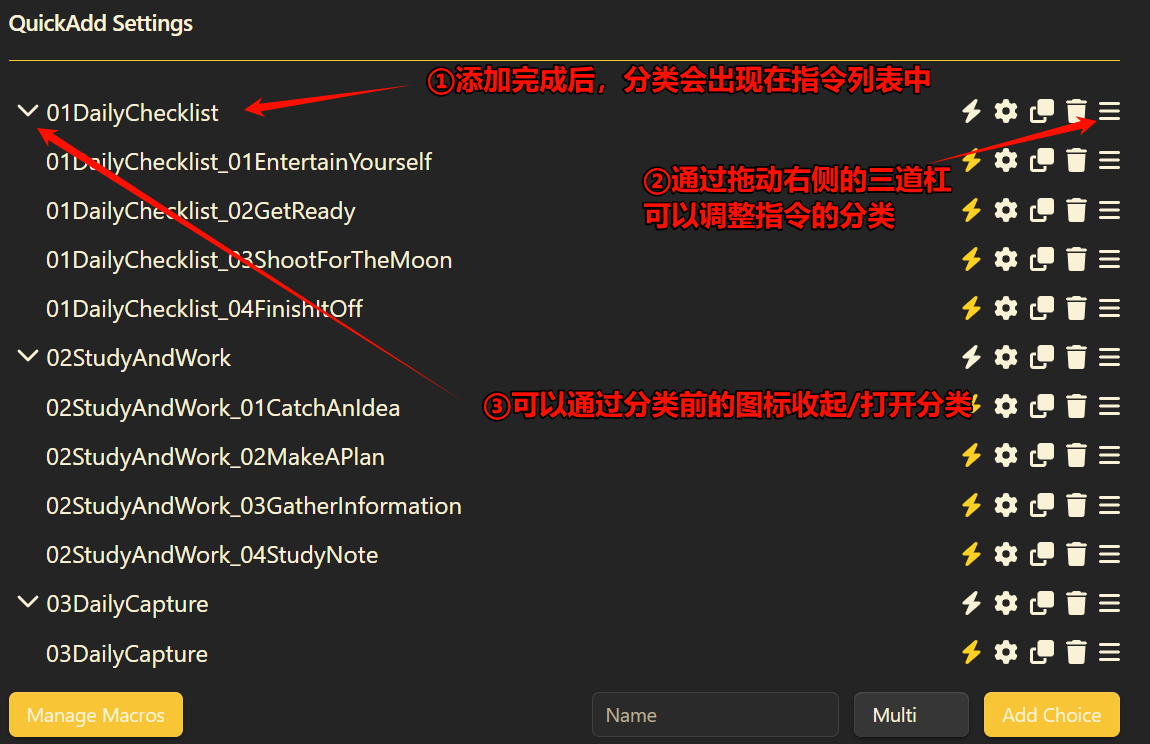 QuickAdd Settings
①添加完成后，分类会出现在指令列表中
01DailyChecklist
01DailyChecklist_01EntertainYourself
②通过拖动右侧的三道杠
可以调整指令的分类
01DailyChecklist_02GetReady
01DailyChecklist_03ShootForTheMoon
01DailyChecklist_04FinishItOff
02StudyAndWork
02StudyAndWork_01CatchAnIdea
③可以通过分类前的图标收起/打开分类
02StudyAndWork_02MakeAPlan
02StudyAndWork_03GatherInformation
02StudyAndWork_04StudyNote
03DailyCapture
03DailyCapture
Manage Macros
Name
Multi
Add Choice